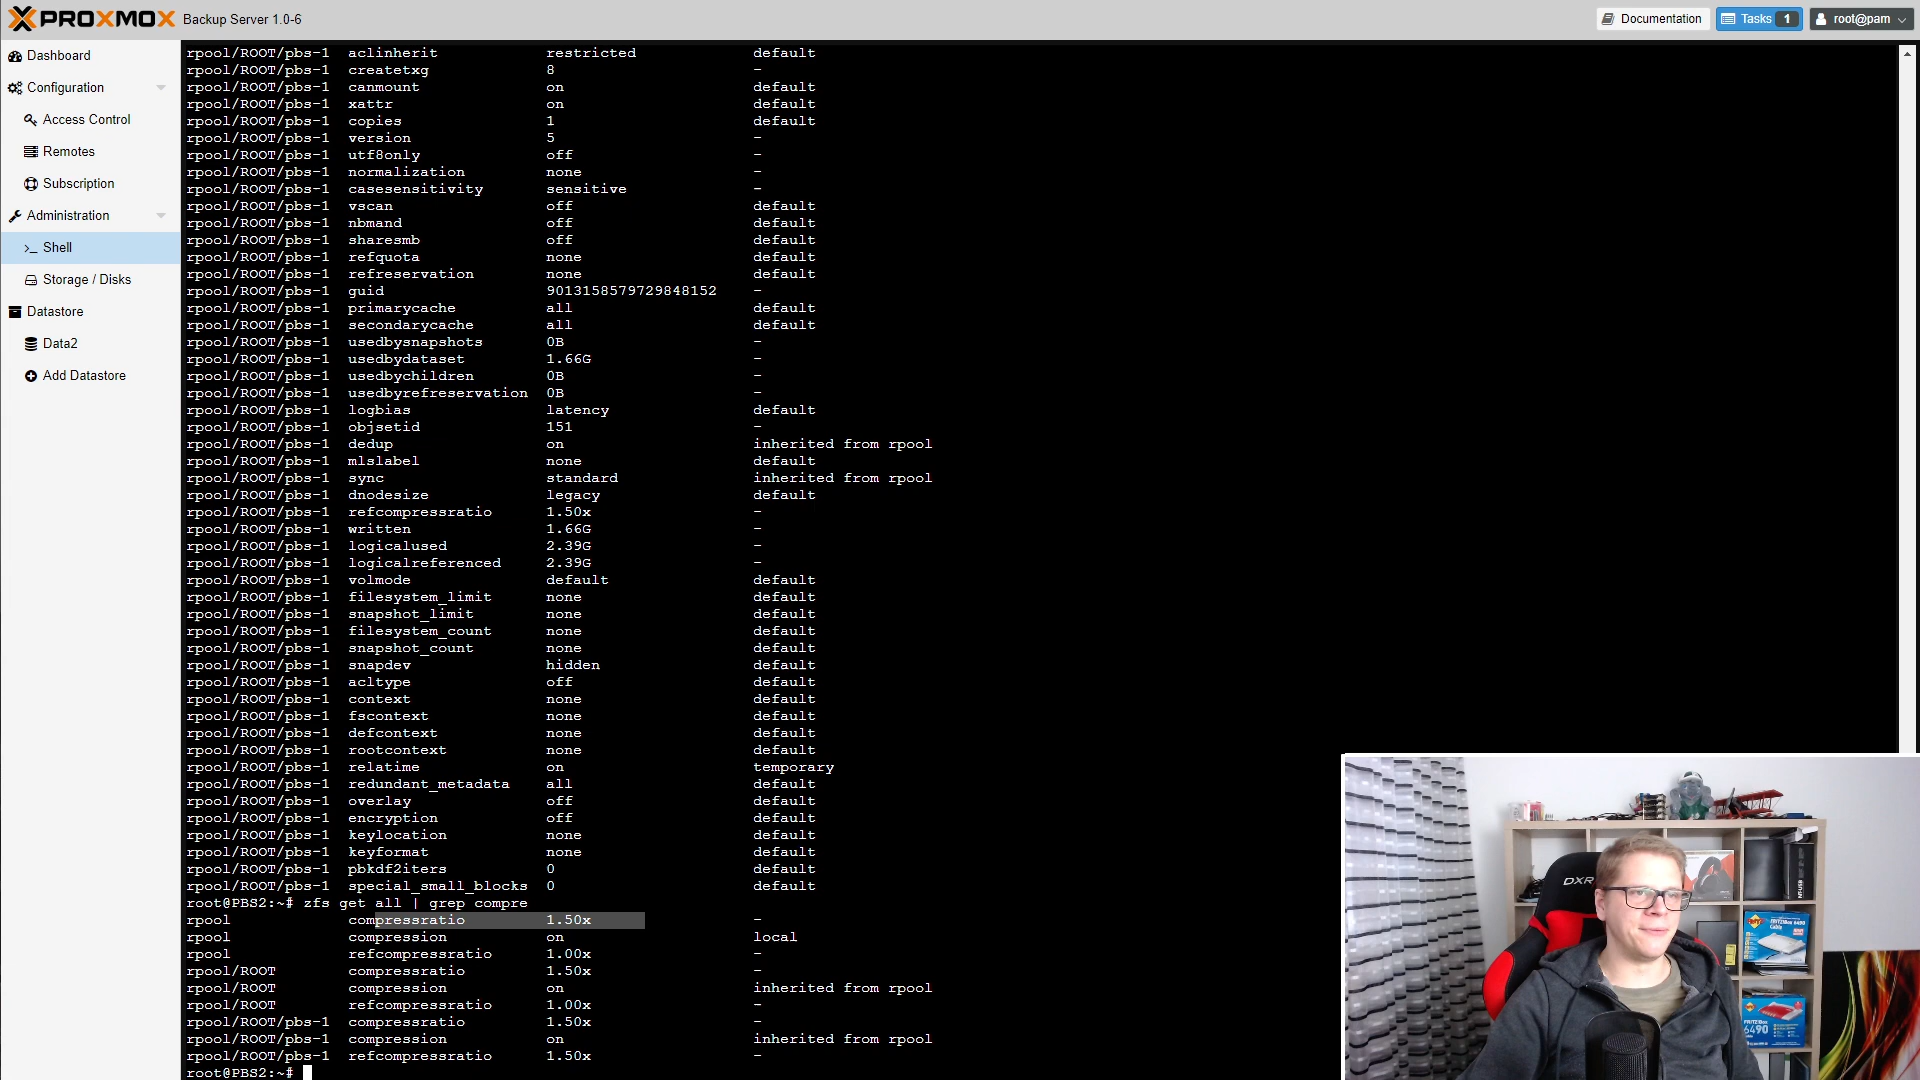 PROXMOX Backup Server 1.0-6
Documentation
Tasks 1
root@pam
Dashboard
Configuration
Access Control
Remotes
Subscription
Administration
>_ Shell
Storage / Disks
Datastore
Data2
Add Datastore
rpool/ROOT/pbs-1 aclinherit restricted default
rpool/ROOT/pbs-1 createtxg 8 -
rpool/ROOT/pbs-1 canmount on default
rpool/ROOT/pbs-1 xattr on default
rpool/ROOT/pbs-1 copies 1 default
rpool/ROOT/pbs-1 version 5 -
rpool/ROOT/pbs-1 utf8only off -
rpool/ROOT/pbs-1 normalization none -
rpool/ROOT/pbs-1 casesensitivity sensitive -
rpool/ROOT/pbs-1 vscan off default
rpool/ROOT/pbs-1 nbmand off default
rpool/ROOT/pbs-1 sharesmb off default
rpool/ROOT/pbs-1 refquota none default
rpool/ROOT/pbs-1 refreservation none default
rpool/ROOT/pbs-1 guid 9013158579729848152 -
rpool/ROOT/pbs-1 primarycache all default
rpool/ROOT/pbs-1 secondarycache all default
rpool/ROOT/pbs-1 usedbysnapshots 0B -
rpool/ROOT/pbs-1 usedbydataset 1.66G -
rpool/ROOT/pbs-1 usedbychildren 0B -
rpool/ROOT/pbs-1 usedbyrefreservation 0B -
rpool/ROOT/pbs-1 logbias latency default
rpool/ROOT/pbs-1 objsetid 151 -
rpool/ROOT/pbs-1 dedup on inherited from rpool
rpool/ROOT/pbs-1 mlslabel none default
rpool/ROOT/pbs-1 sync standard inherited from rpool
rpool/ROOT/pbs-1 dnodesize legacy default
rpool/ROOT/pbs-1 refcompressratio 1.50x -
rpool/ROOT/pbs-1 written 1.66G -
rpool/ROOT/pbs-1 logicalused 2.39G -
rpool/ROOT/pbs-1 logicalreferenced 2.39G -
rpool/ROOT/pbs-1 volmode default default
rpool/ROOT/pbs-1 filesystem_limit none default
rpool/ROOT/pbs-1 snapshot_limit none default
rpool/ROOT/pbs-1 filesystem_count none default
rpool/ROOT/pbs-1 snapshot_count none default
rpool/ROOT/pbs-1 snapdev hidden default
rpool/ROOT/pbs-1 acltype off default
rpool/ROOT/pbs-1 context none default
rpool/ROOT/pbs-1 fscontext none default
rpool/ROOT/pbs-1 defcontext none default
rpool/ROOT/pbs-1 rootcontext none default
rpool/ROOT/pbs-1 relatime on temporary
rpool/ROOT/pbs-1 redundant_metadata all default
rpool/ROOT/pbs-1 overlay off default
rpool/ROOT/pbs-1 encryption off default
rpool/ROOT/pbs-1 keylocation none default
rpool/ROOT/pbs-1 keyformat none default
rpool/ROOT/pbs-1 pbkdf2iters 0 default
rpool/ROOT/pbs-1 special_small_blocks 0 default
root@PBS2:~# zfs get all | grep compre
rpool compressratio 1.50x -
rpool compression on local
rpool refcompressratio 1.00x -
rpool/ROOT compressratio 1.50x -
rpool/ROOT compression on inherited from rpool
rpool/ROOT refcompressratio 1.00x -
rpool/ROOT/pbs-1 compressratio 1.50x -
rpool/ROOT/pbs-1 compression on inherited from rpool
rpool/ROOT/pbs-1 refcompressratio 1.50x -
root@PBS2:~#
DXR
FRITZ!Box
6490